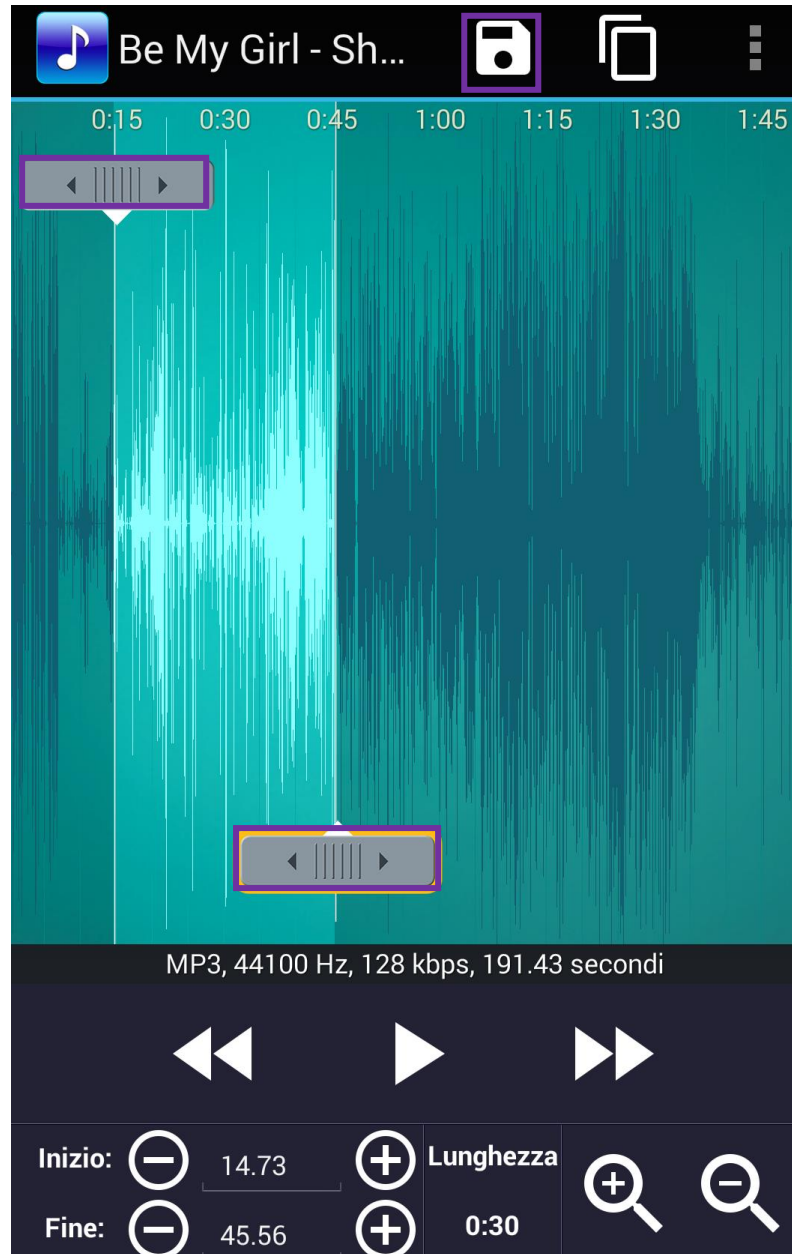 Be My Girl - Sh...
0:15 0:30 0:45 1:00 1:15 1:30 1:45
MP3, 44100 Hz, 128 kbps, 191.43 secondi
Inizio: 14.73
Lunghezza
Fine: 45.56
0:30